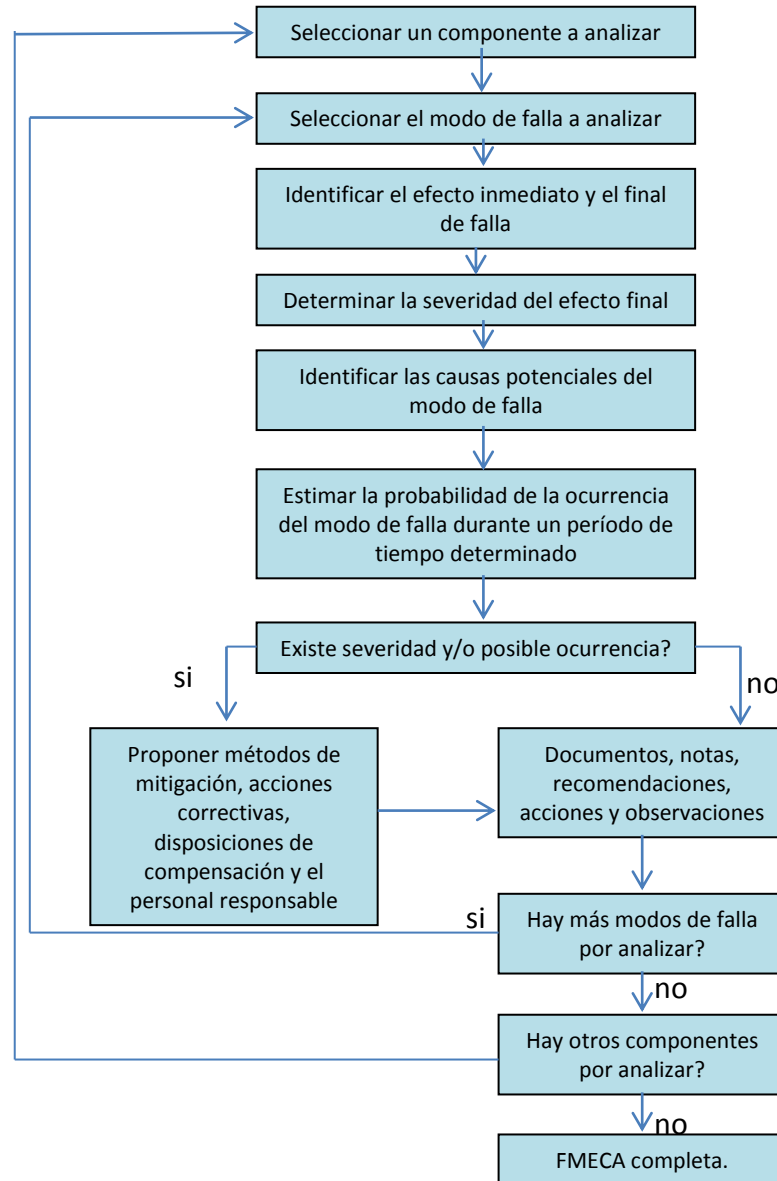 Seleccionar un componente a analizar
Seleccionar el modo de falla a analizar
Identificar el efecto inmediato y el final
de falla
Determinar la severidad del efecto final
Identificar las causas potenciales del
modo de falla
Estimar la probabilidad de la ocurrencia
del modo de falla durante un período de
tiempo determinado
Existe severidad y/o posible ocurrencia?
si
no
Proponer métodos de
mitigación, acciones
correctivas,
disposiciones de
compensación y el
personal responsable
Documentos, notas,
recomendaciones,
acciones y observaciones
si
Hay más modos de falla
por analizar?
no
Hay otros componentes
por analizar?
no
FMECA completa.